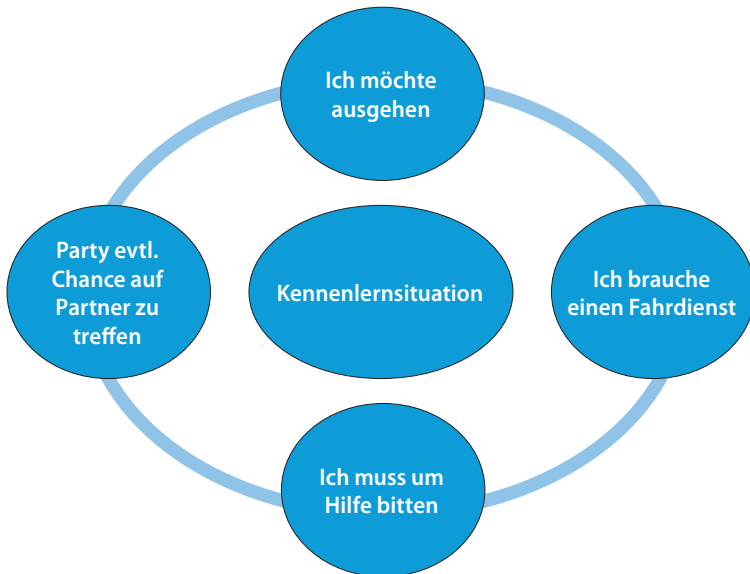 Ich möchte
ausgehen
Party evtl.
Chance auf
Partner zu
treffen
Kennenlernsituation
Ich brauche
einen Fahrdienst
Ich muss um
Hilfe bitten